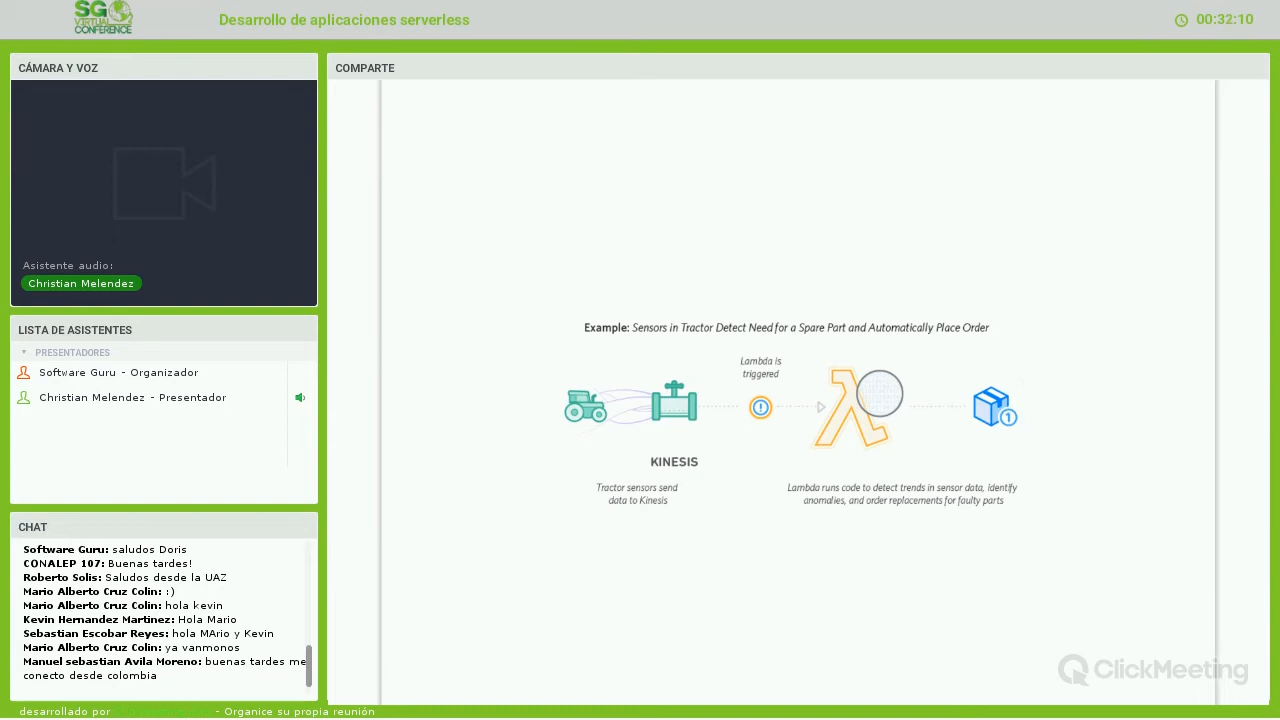 SG
VIRTUAL
CONFERENCE
Desarrollo de aplicaciones serverless
00:32:10
CÁMARA Y VOZ
Asistente audio:
Christian Melendez
LISTA DE ASISTENTES
PRESENTADORES
Software Guru - Organizador
Christian Melendez - Presentador
CHAT
Software Guru: saludos Doris
CONALEP 107: Buenas tardes!
Roberto Solis: Saludos desde la UAZ
Mario Alberto Cruz Colin: :)
Mario Alberto Cruz Colin: hola kevin
Kevin Hernandez Martinez: Hola Mario
Sebastian Escobar Reyes: hola MArio y Kevin
Mario Alberto Cruz Colin: ya vanmonos
Manuel sebastian Avila Moreno: buenas tardes me
conecto desde colombia
desarrollado por - Organice su propia reunión
COMPARTE
Example: Sensors in Tractor Detect Need for a Spare Part and Automatically Place Order
Lambda is
triggered
1
KINESIS
Tractor sensors send
data to Kinesis
Lambda runs code to detect trends in sensor data, identify
anomalies, and order replacements for faulty parts
ClickMeeting